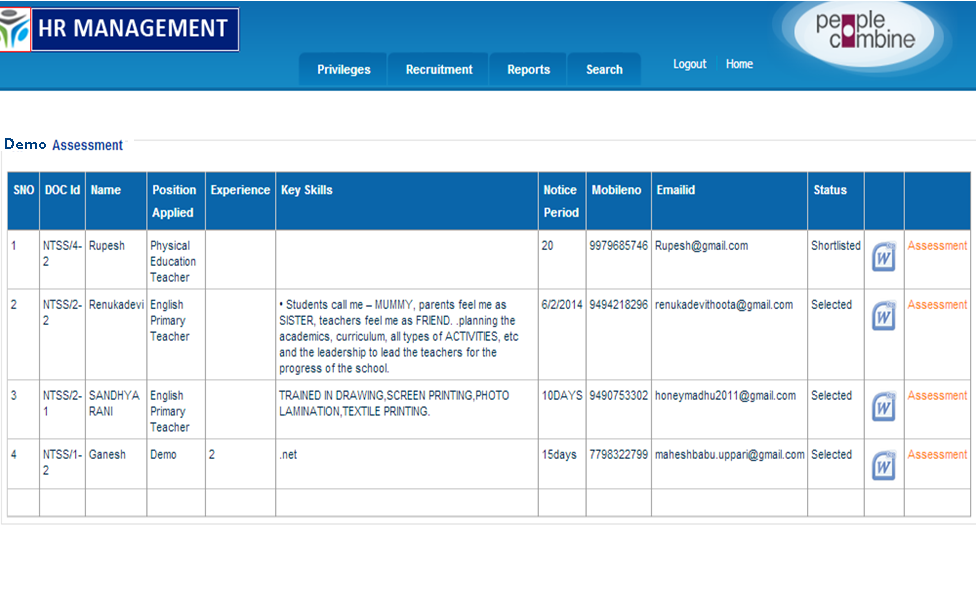 HR MANAGEMENT
people
combine
Privileges Recruitment Reports Search Logout Home
Demo Assessment
SNO DOC Id Name Position Applied Experience Key Skills Notice Period Mobileno Emailid Status
1 NTSS/4-2 Rupesh Physical Education Teacher 20 9979685746 Rupesh@gmail.com Shortlisted W Assessment
2 NTSS/2-2 Renukadevi English Primary Teacher • Students call me – MUMMY, parents feel me as
SISTER, teachers feel me as FRIEND. .planning the
academics, curriculum, all types of ACTIVITIES, etc
and the leadership to lead the teachers for the
progress of the school. 6/2/2014 9494218296 renukadevithoota@gmail.com Selected W Assessment
3 NTSS/2-1 SANDHYA RANI English Primary Teacher TRAINED IN DRAWING,SCREEN PRINTING,PHOTO
LAMINATION,TEXTILE PRINTING. 10DAYS 9490753302 honeymadhu2011@gmail.com Selected W Assessment
4 NTSS/1-2 Ganesh Demo 2 .net 15days 7798322799 maheshbabu.uppari@gmail.com Selected W Assessment